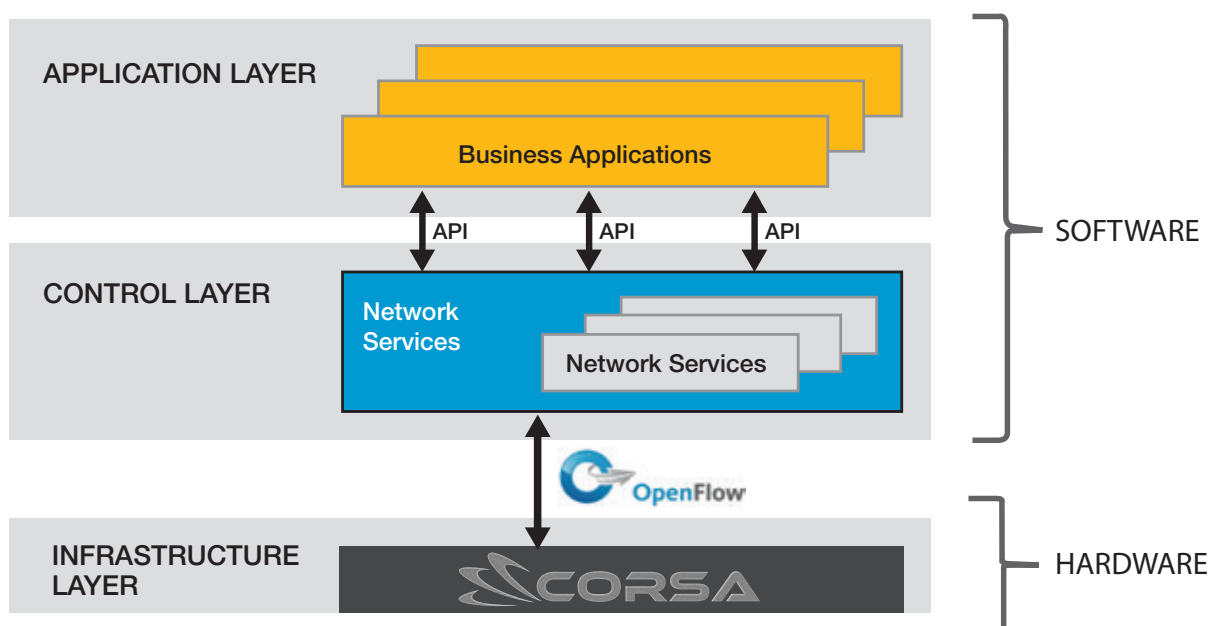 APPLICATION LAYER
Business Applications
API API API
SOFTWARE
CONTROL LAYER
Network
Services
Network Services
OpenFlow
INFRASTRUCTURE
LAYER
CORSA
HARDWARE